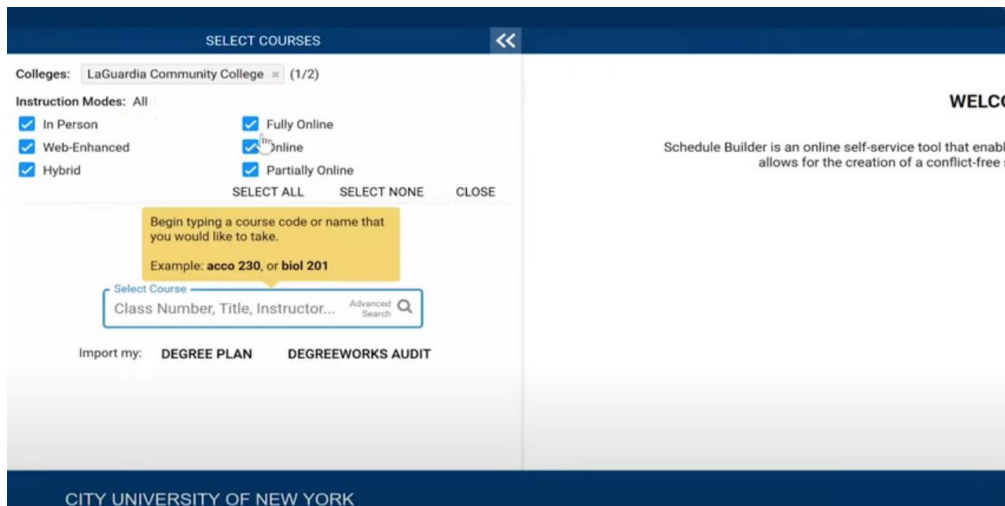 SELECT COURSES
Colleges: LaGuardia Community College × (1/2)
Instruction Modes: All
In Person
Fully Online
Web-Enhanced
Online
Hybrid
Partially Online
SELECT ALL SELECT NONE CLOSE
Begin typing a course code or name that
you would like to take.
Example: acco 230, or biol 201
Select Course
Class Number, Title, Instructor...
Advanced
Search
Import my: DEGREE PLAN DEGREEWORKS AUDIT
WELCO
Schedule Builder is an online self-service tool that enabl
allows for the creation of a conflict-free
CITY UNIVERSITY OF NEW YORK